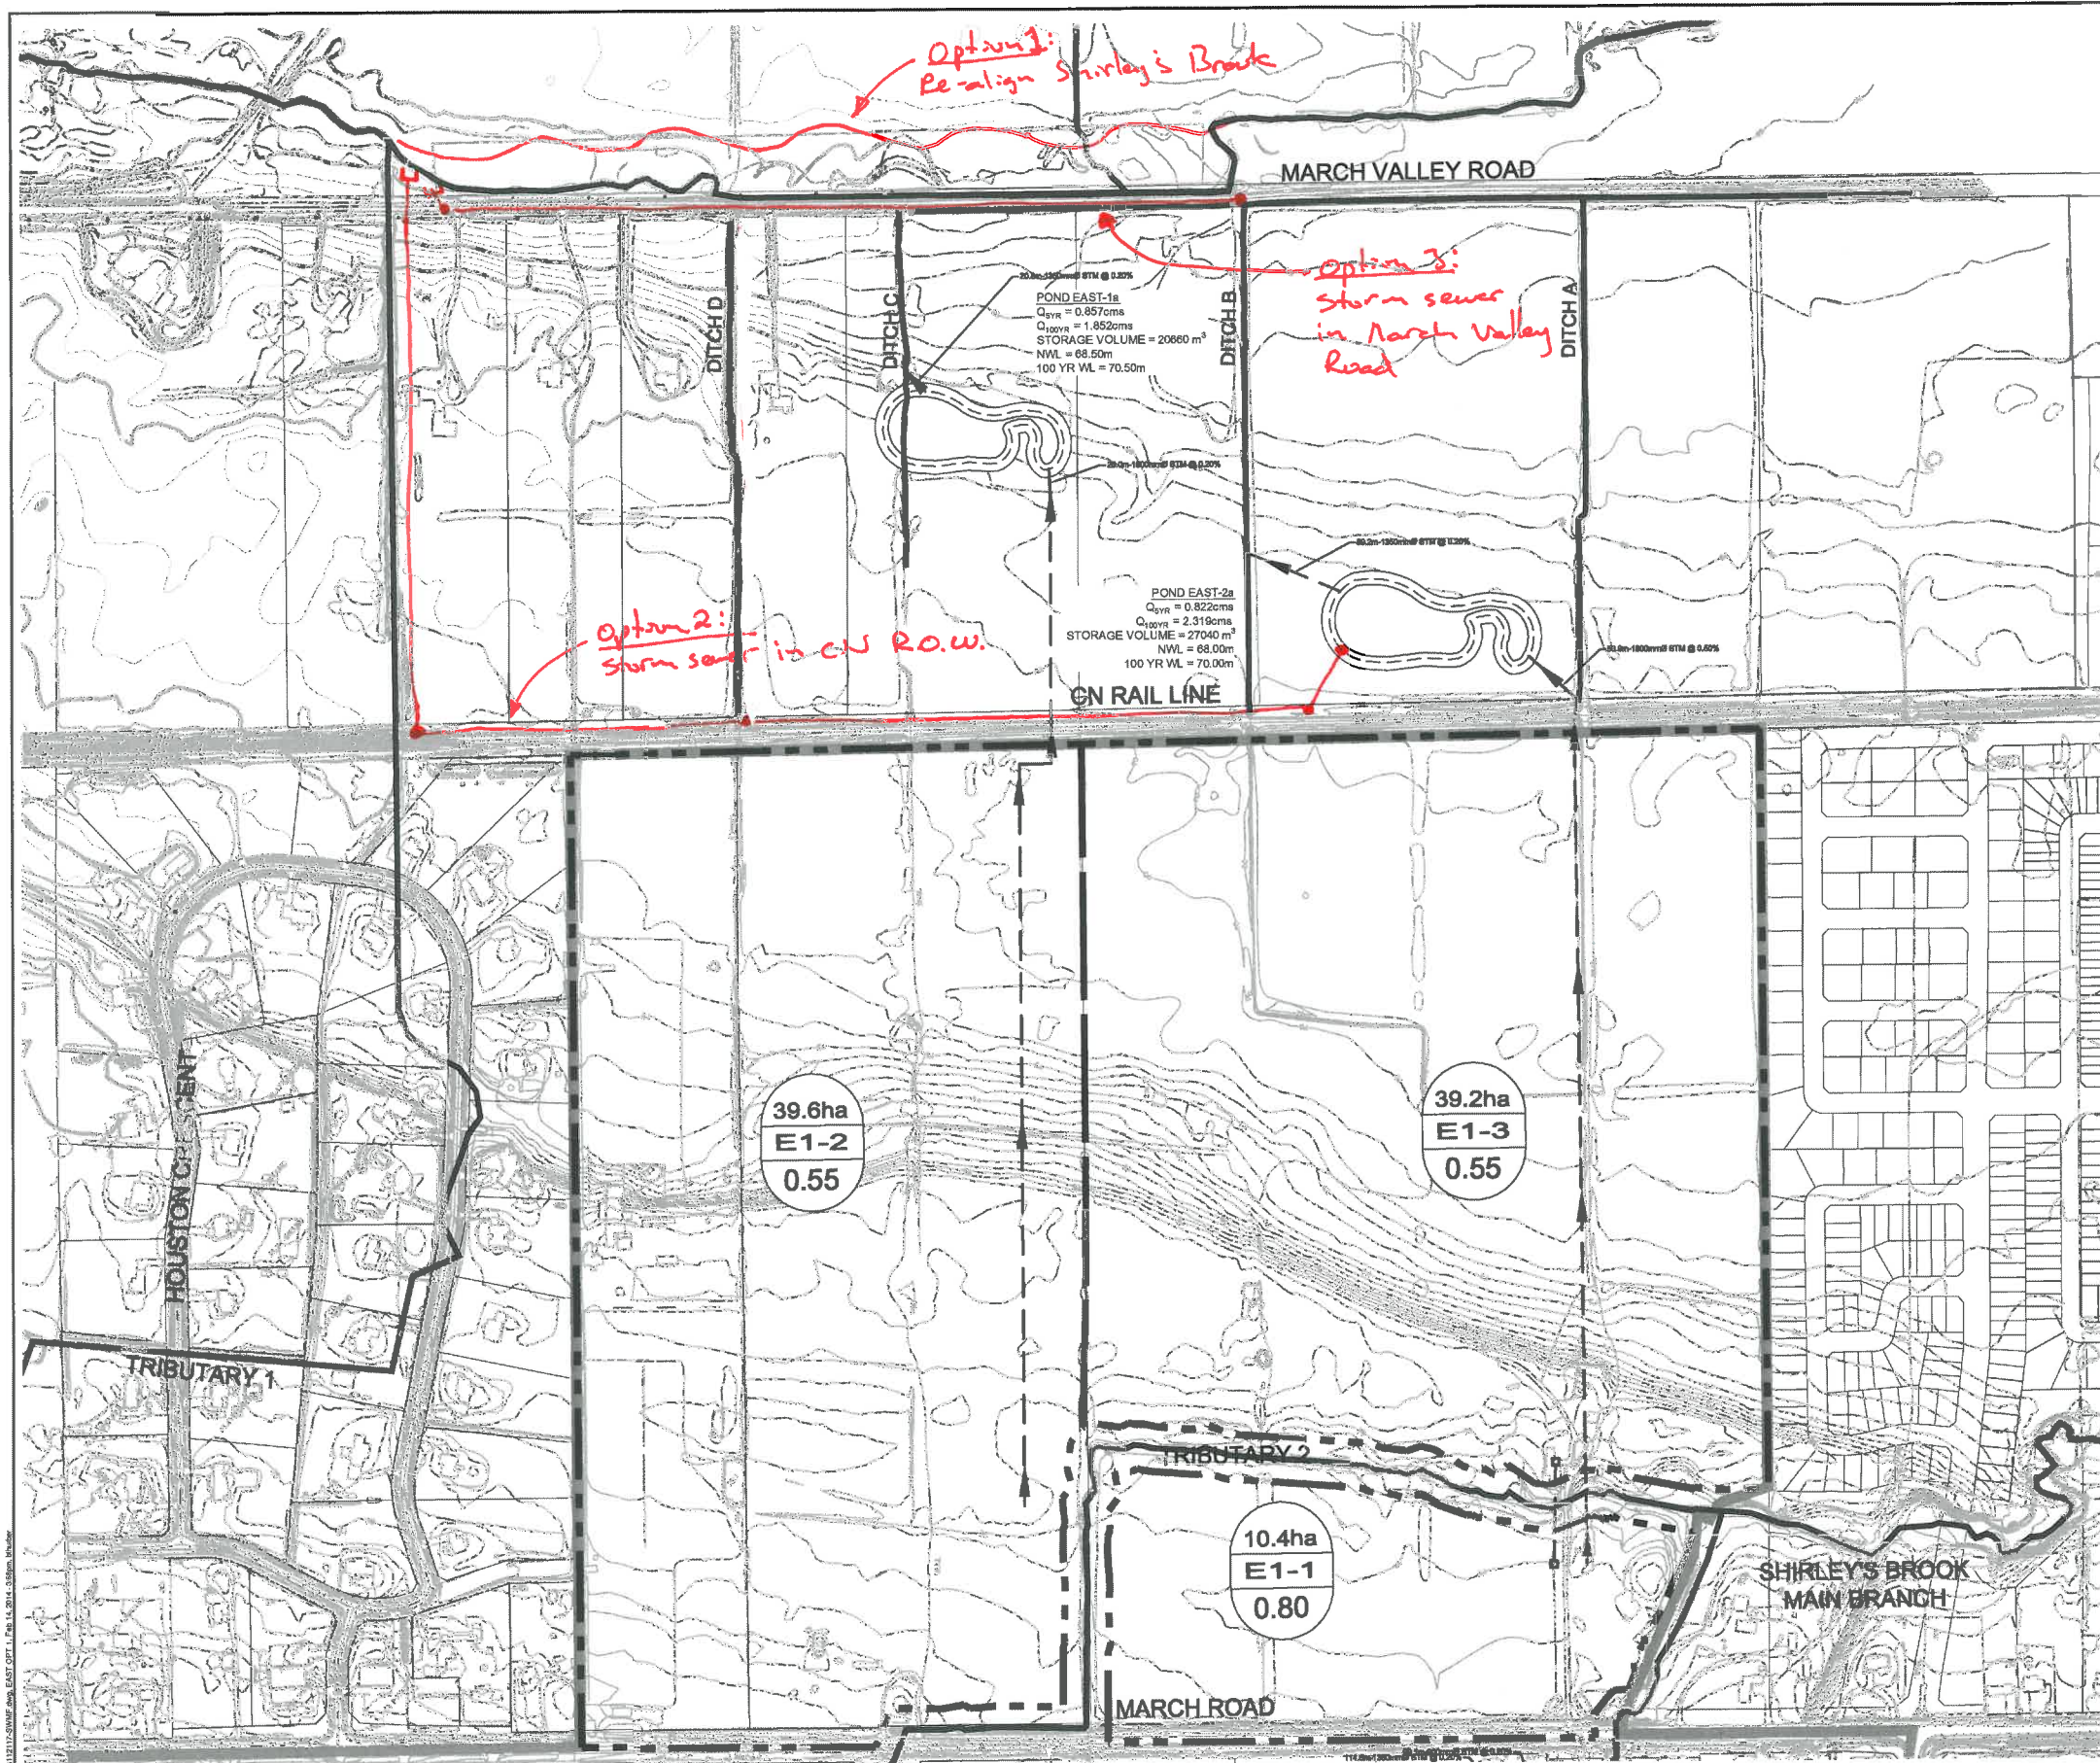 Option 1:
Re-align Shirley's Brook
MARCH VALLEY ROAD
Option 3:
Storm sewer
in March Valley
Road
DITCH D
DITCH C
DITCH B
DITCH A
POND EAST-1a
Q5YR = 0.857cms
Q100YR = 1.852cms
STORAGE VOLUME = 20660 m³
NWL = 68.50m
100 YR WL = 70.50m
POND EAST-2a
Q5YR = 0.822cms
Q100YR = 2.319cms
STORAGE VOLUME = 27040 m³
NWL = 68.00m
100 YR WL = 70.00m
Option 2:
Storm sewer in CN R.O.W.
CN RAIL LINE
39.6ha
E1-2
0.55
39.2ha
E1-3
0.55
HOUSTON CRESCENT
TRIBUTARY 1
TRIBUTARY 2
10.4ha
E1-1
0.80
SHIRLEY'S BROOK
MAIN BRANCH
MARCH ROAD